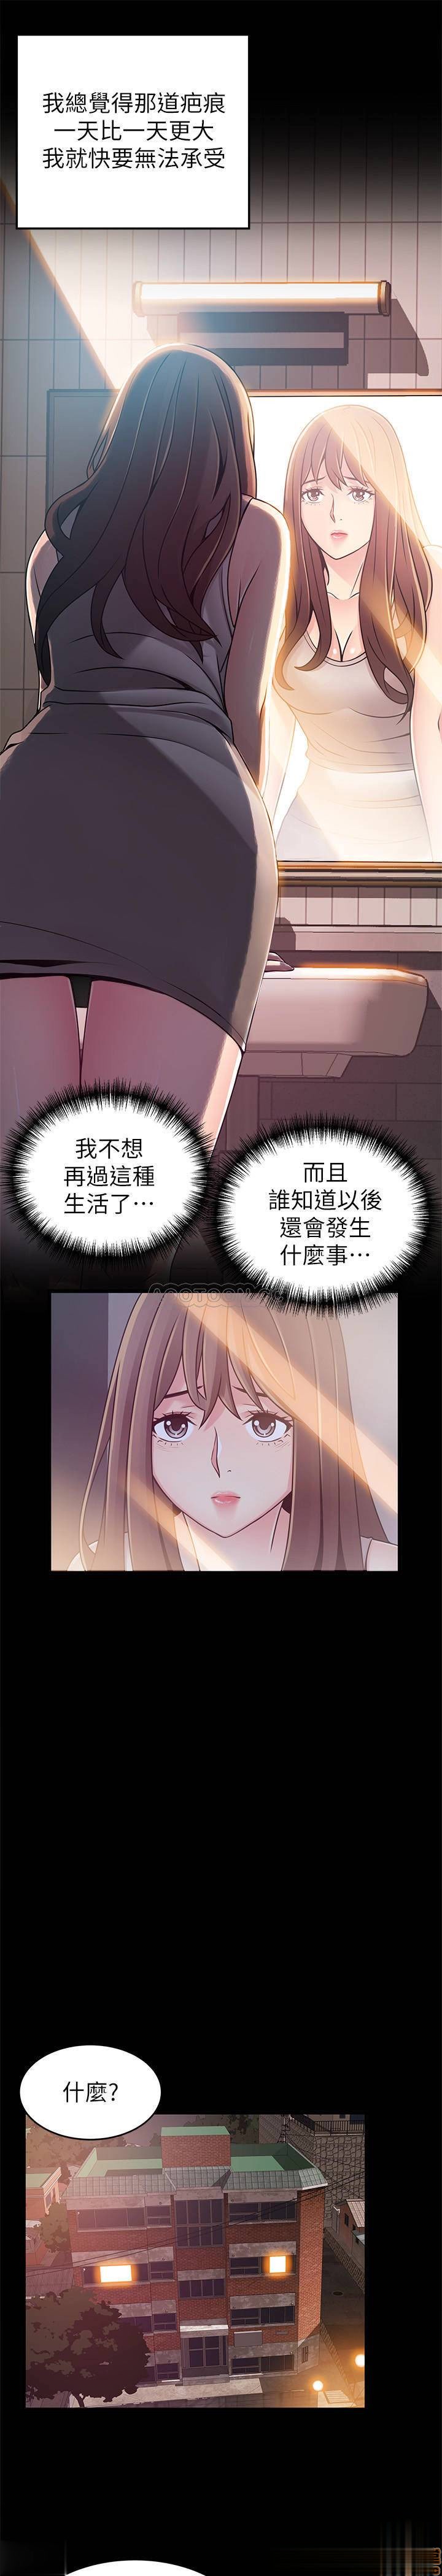 我總覺得那道疤痕
一天比一天更大
我就快要無法承受
我不想
再過這種
生活了…
而且
誰知道以後
還會發生
什麼事…
什麼?